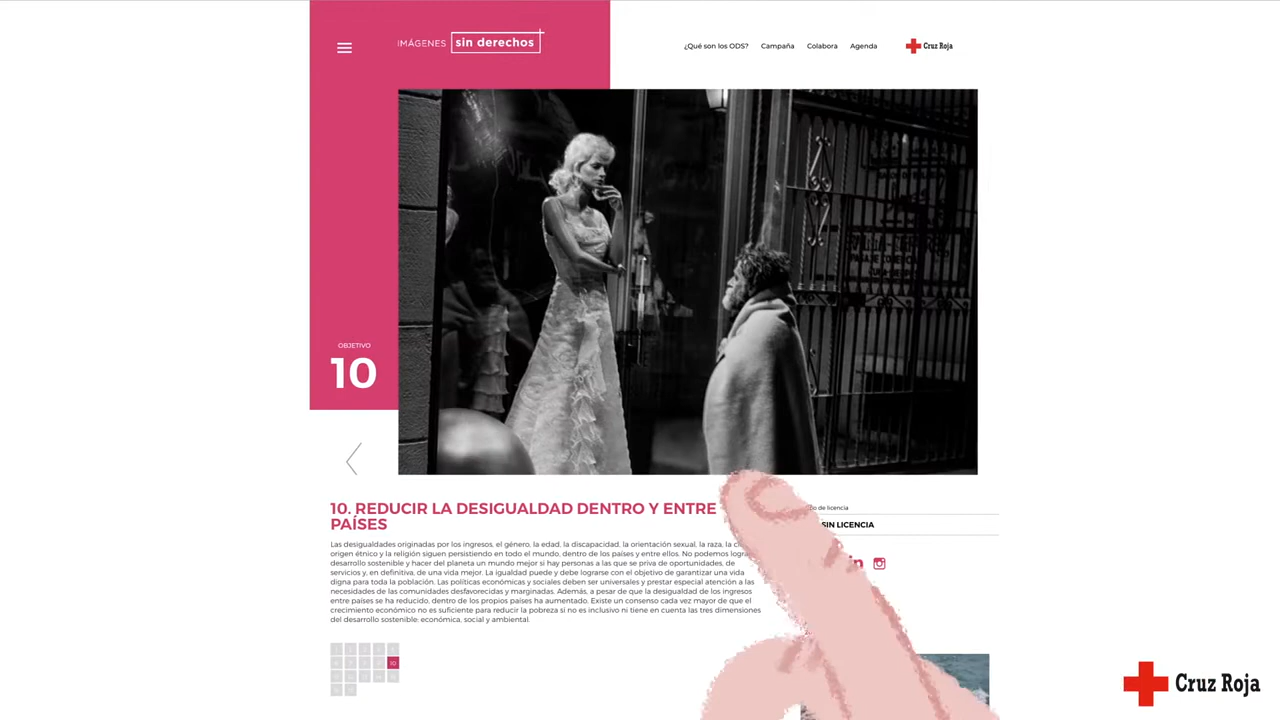 IMÁGENES sin derechos
¿Qué son los ODS? Campaña Colabora Agenda
Cruz Roja
OBJETIVO
10
10. REDUCIR LA DESIGUALDAD DENTRO Y ENTRE
PAÍSES
Las desigualdades originadas por los ingresos, el género, la edad, la discapacidad, la orientación sexual, la raza, la
origen étnico y la religión siguen persistiendo en todo el mundo, dentro de los países y entre ellos. No podemos
desarrollo sostenible y hacer del planeta un mundo mejor si hay personas a las que se priva de oportunidades, de
servicios y, en definitiva, de una vida mejor. La igualdad puede y debe lograrse con el objetivo de garantizar una vida
digna para toda la población. Las políticas económicas y sociales deben ser universales y prestar especial atención a las
necesidades de las comunidades desfavorecidas y marginadas. Además, a pesar de que la desigualdad de los ingresos
entre países se ha reducido, dentro de los propios países ha aumentado. Existe un consenso cada vez mayor de que el
crecimiento económico no es suficiente para reducir la pobreza si no es inclusivo ni tiene en cuenta las tres dimensiones
del desarrollo sostenible: económica, social y ambiental.
de licencia
SIN LICENCIA
10
Cruz Roja